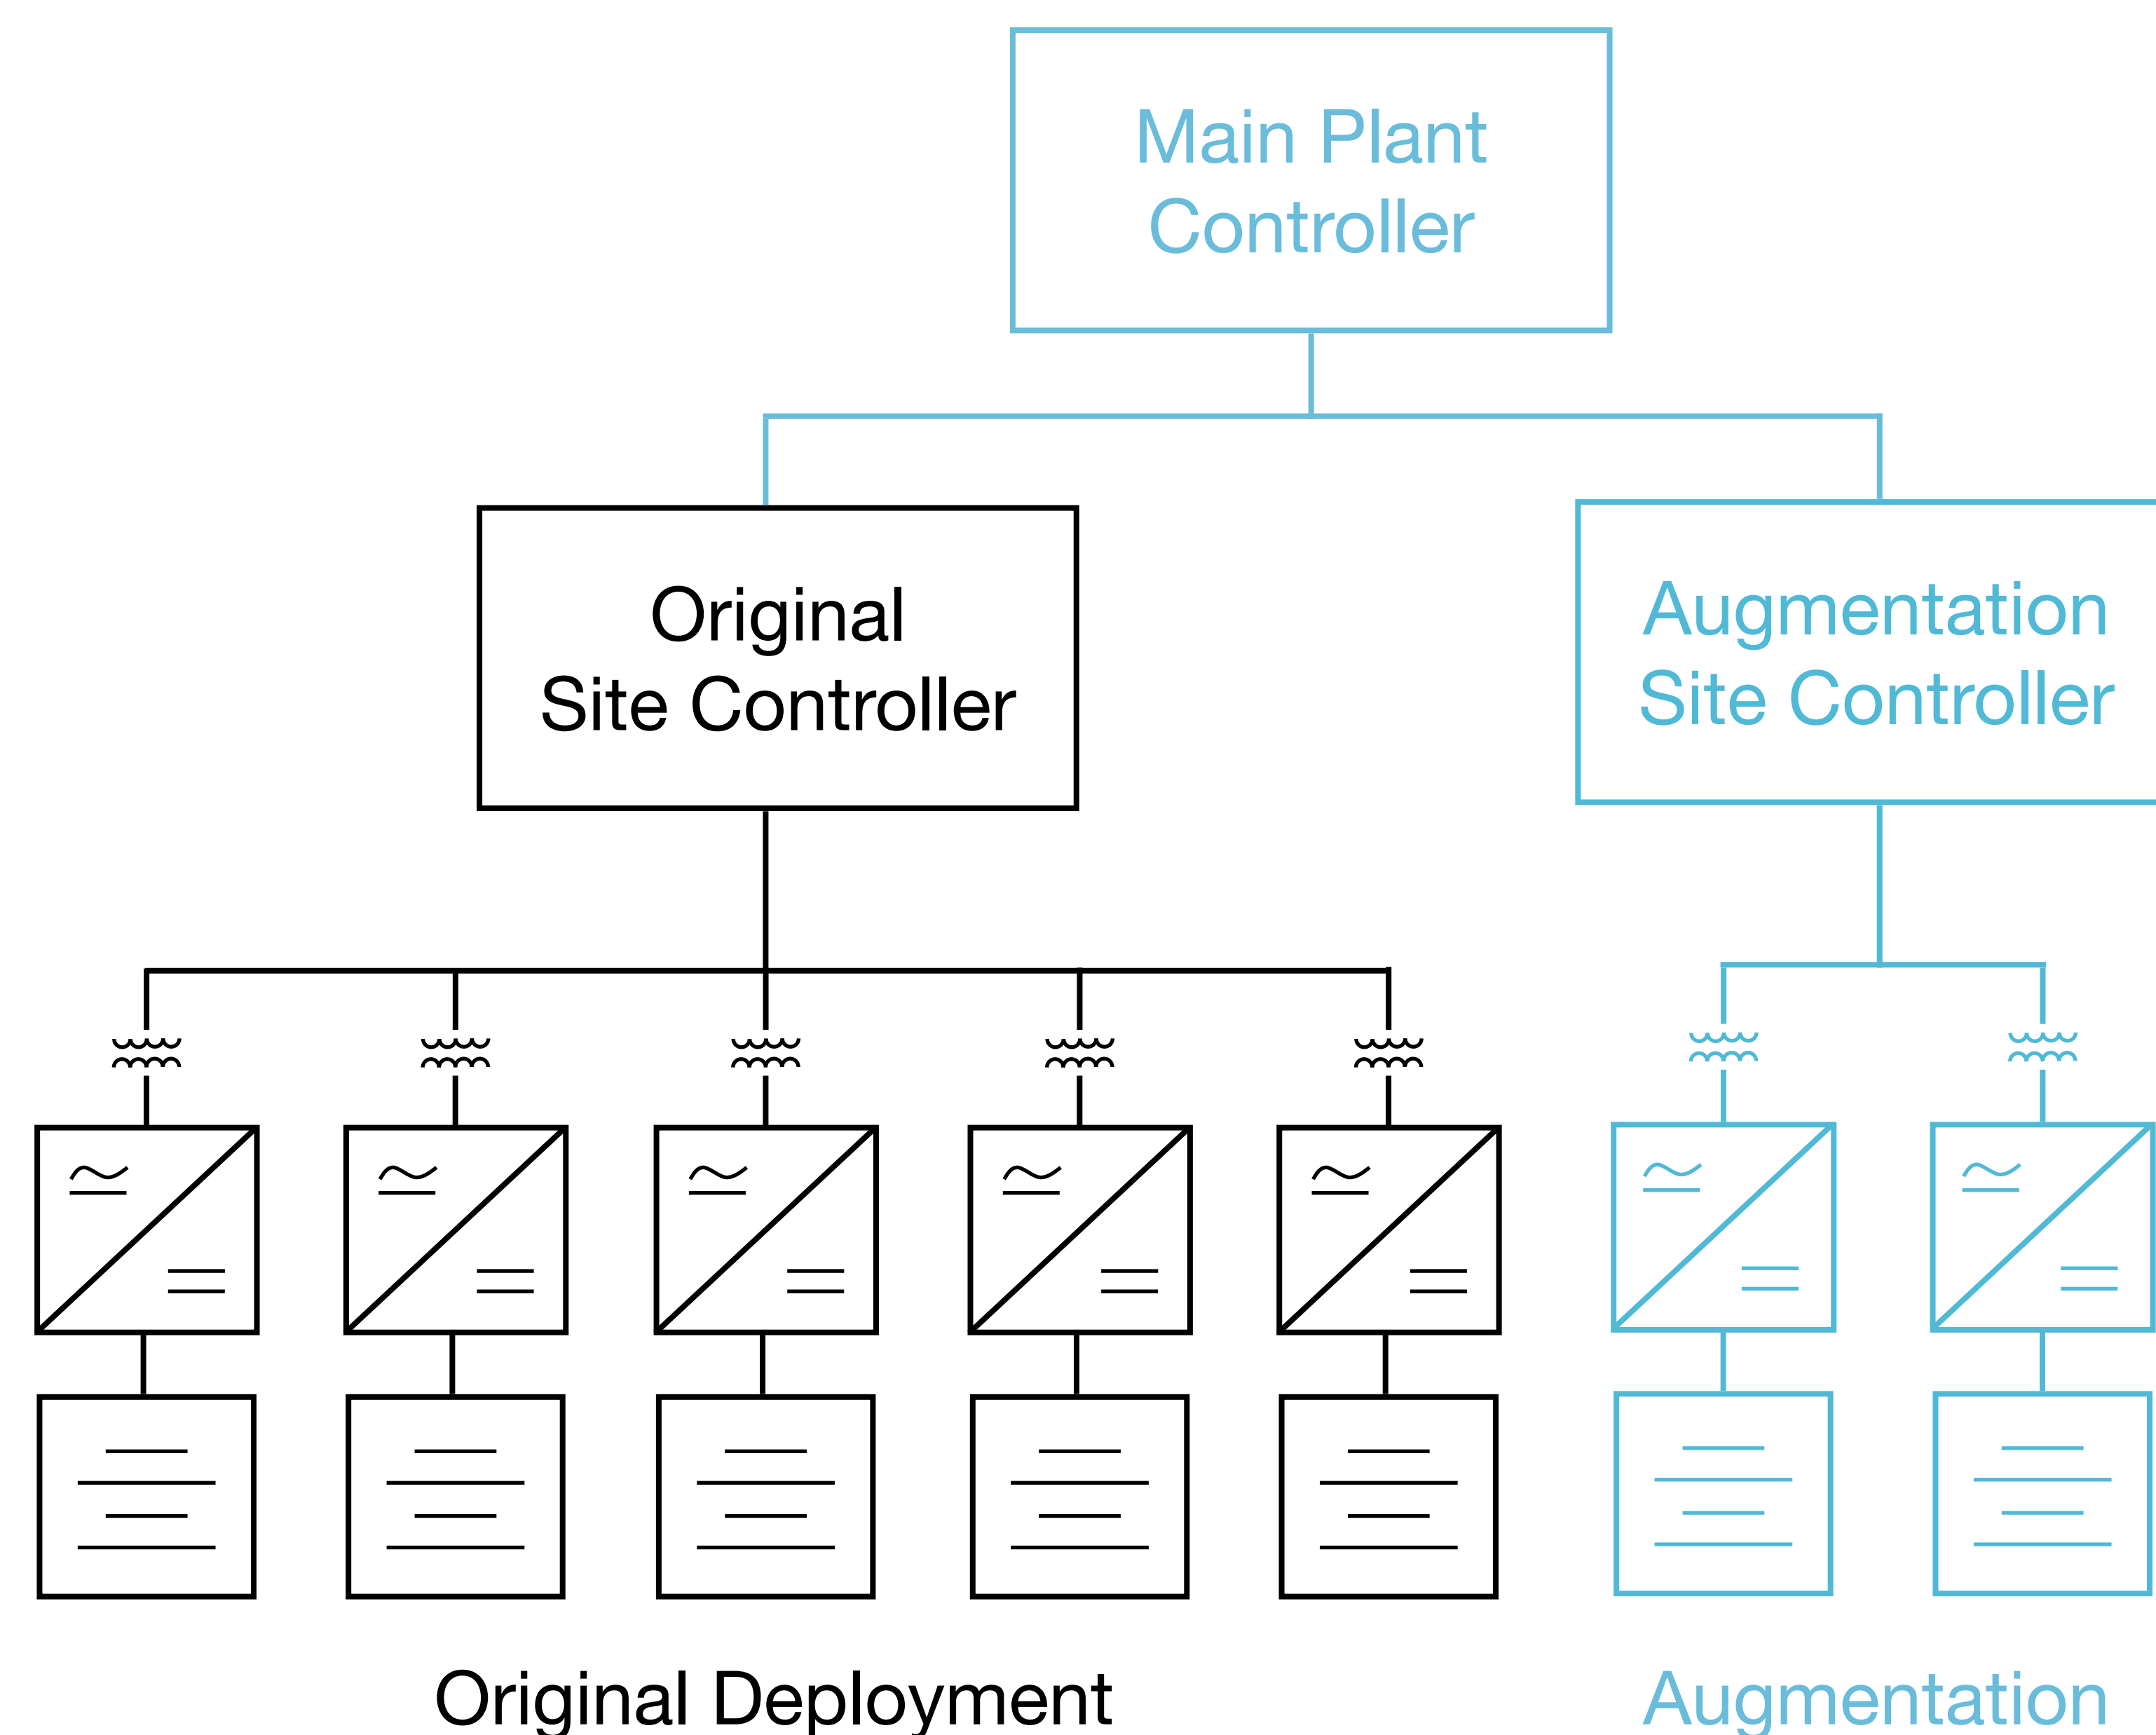 Main Plant
Controller
Original
Site Controller
Augmentation
Site Controller
Original Deployment
Augmentation